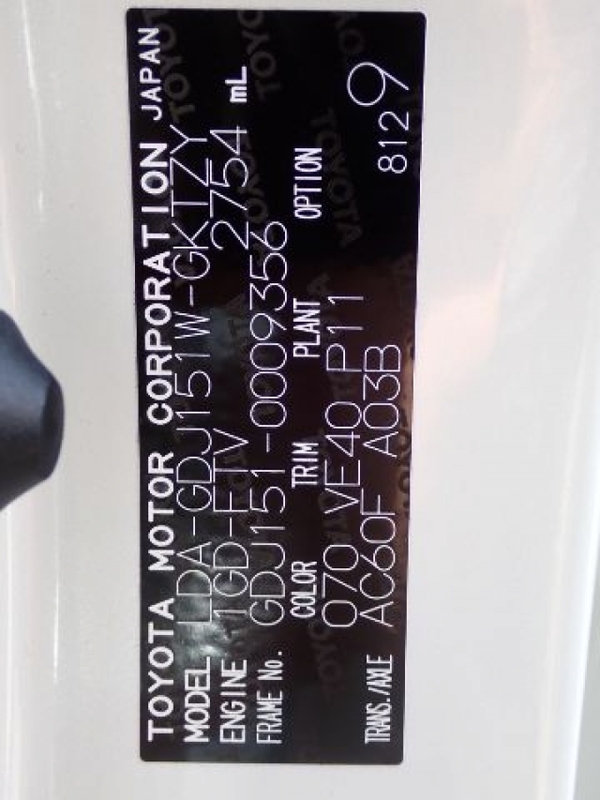 TOYOTA MOTOR CORPORATION JAPAN
MODEL LDA-GDJ151W-GKTZY
ENGINE 1GD-FTV 2754 mL
FRAME No. GDJ151-0009356
COLOR TRIM PLANT OPTION
070 VE40 P11
TRANS./AXLE AC60F A03B 8129